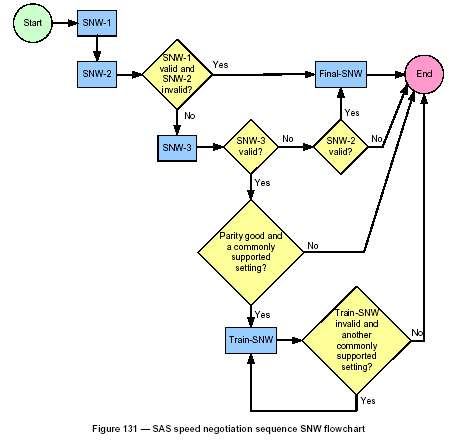 Start
SNW-1
SNW-2
SNW-1
valid and
SNW-2
invalid?
Yes
Final-SNW
End
No
SNW-3
SNW-3
valid?
No
SNW-2
valid?
Yes
No
Yes
Parity good and
a commonly
supported
setting?
No
Yes
Train-SNW
Train-SNW
invalid and
another
commonly
supported
setting?
No
Yes
Figure 131 — SAS speed negotiation sequence SNW flowchart